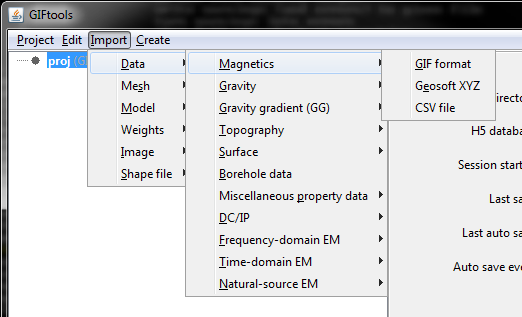 GIFtools
Project Edit Import Create
proj (G
Data
Mesh
Model
Weights
Image
Shape file
Magnetics
Gravity
Gravity gradient (GG)
Topography
Surface
Borehole data
Miscellaneous property data
DC/IP
Frequency-domain EM
Time-domain EM
Natural-source EM
GIF format
Geosoft XYZ
CSV file
irecto
H5 databa
Session start
Last sa
Last auto sa
Auto save eve